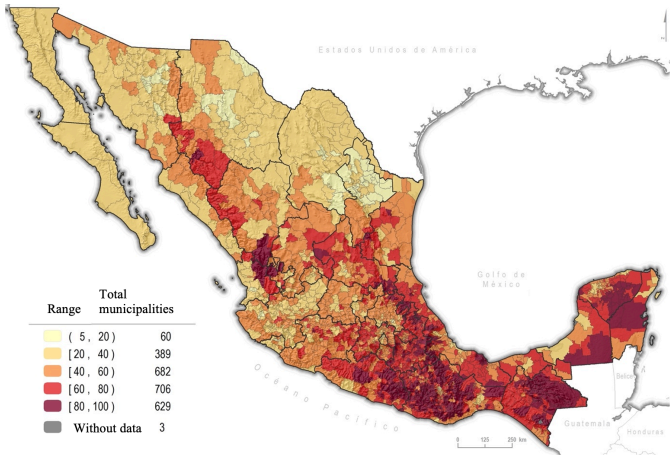 Estados Unidos de América
Golfo de
México
Range Total
municipalities
( 5 , 20 ) 60
[ 20 , 40 ) 389
[ 40 , 60 ) 682
[ 60 , 80 ) 706
[ 80 , 100 ) 629
Without data 3
Océano Pacífico
Belice
Guatemala
Honduras
0 125 250 km